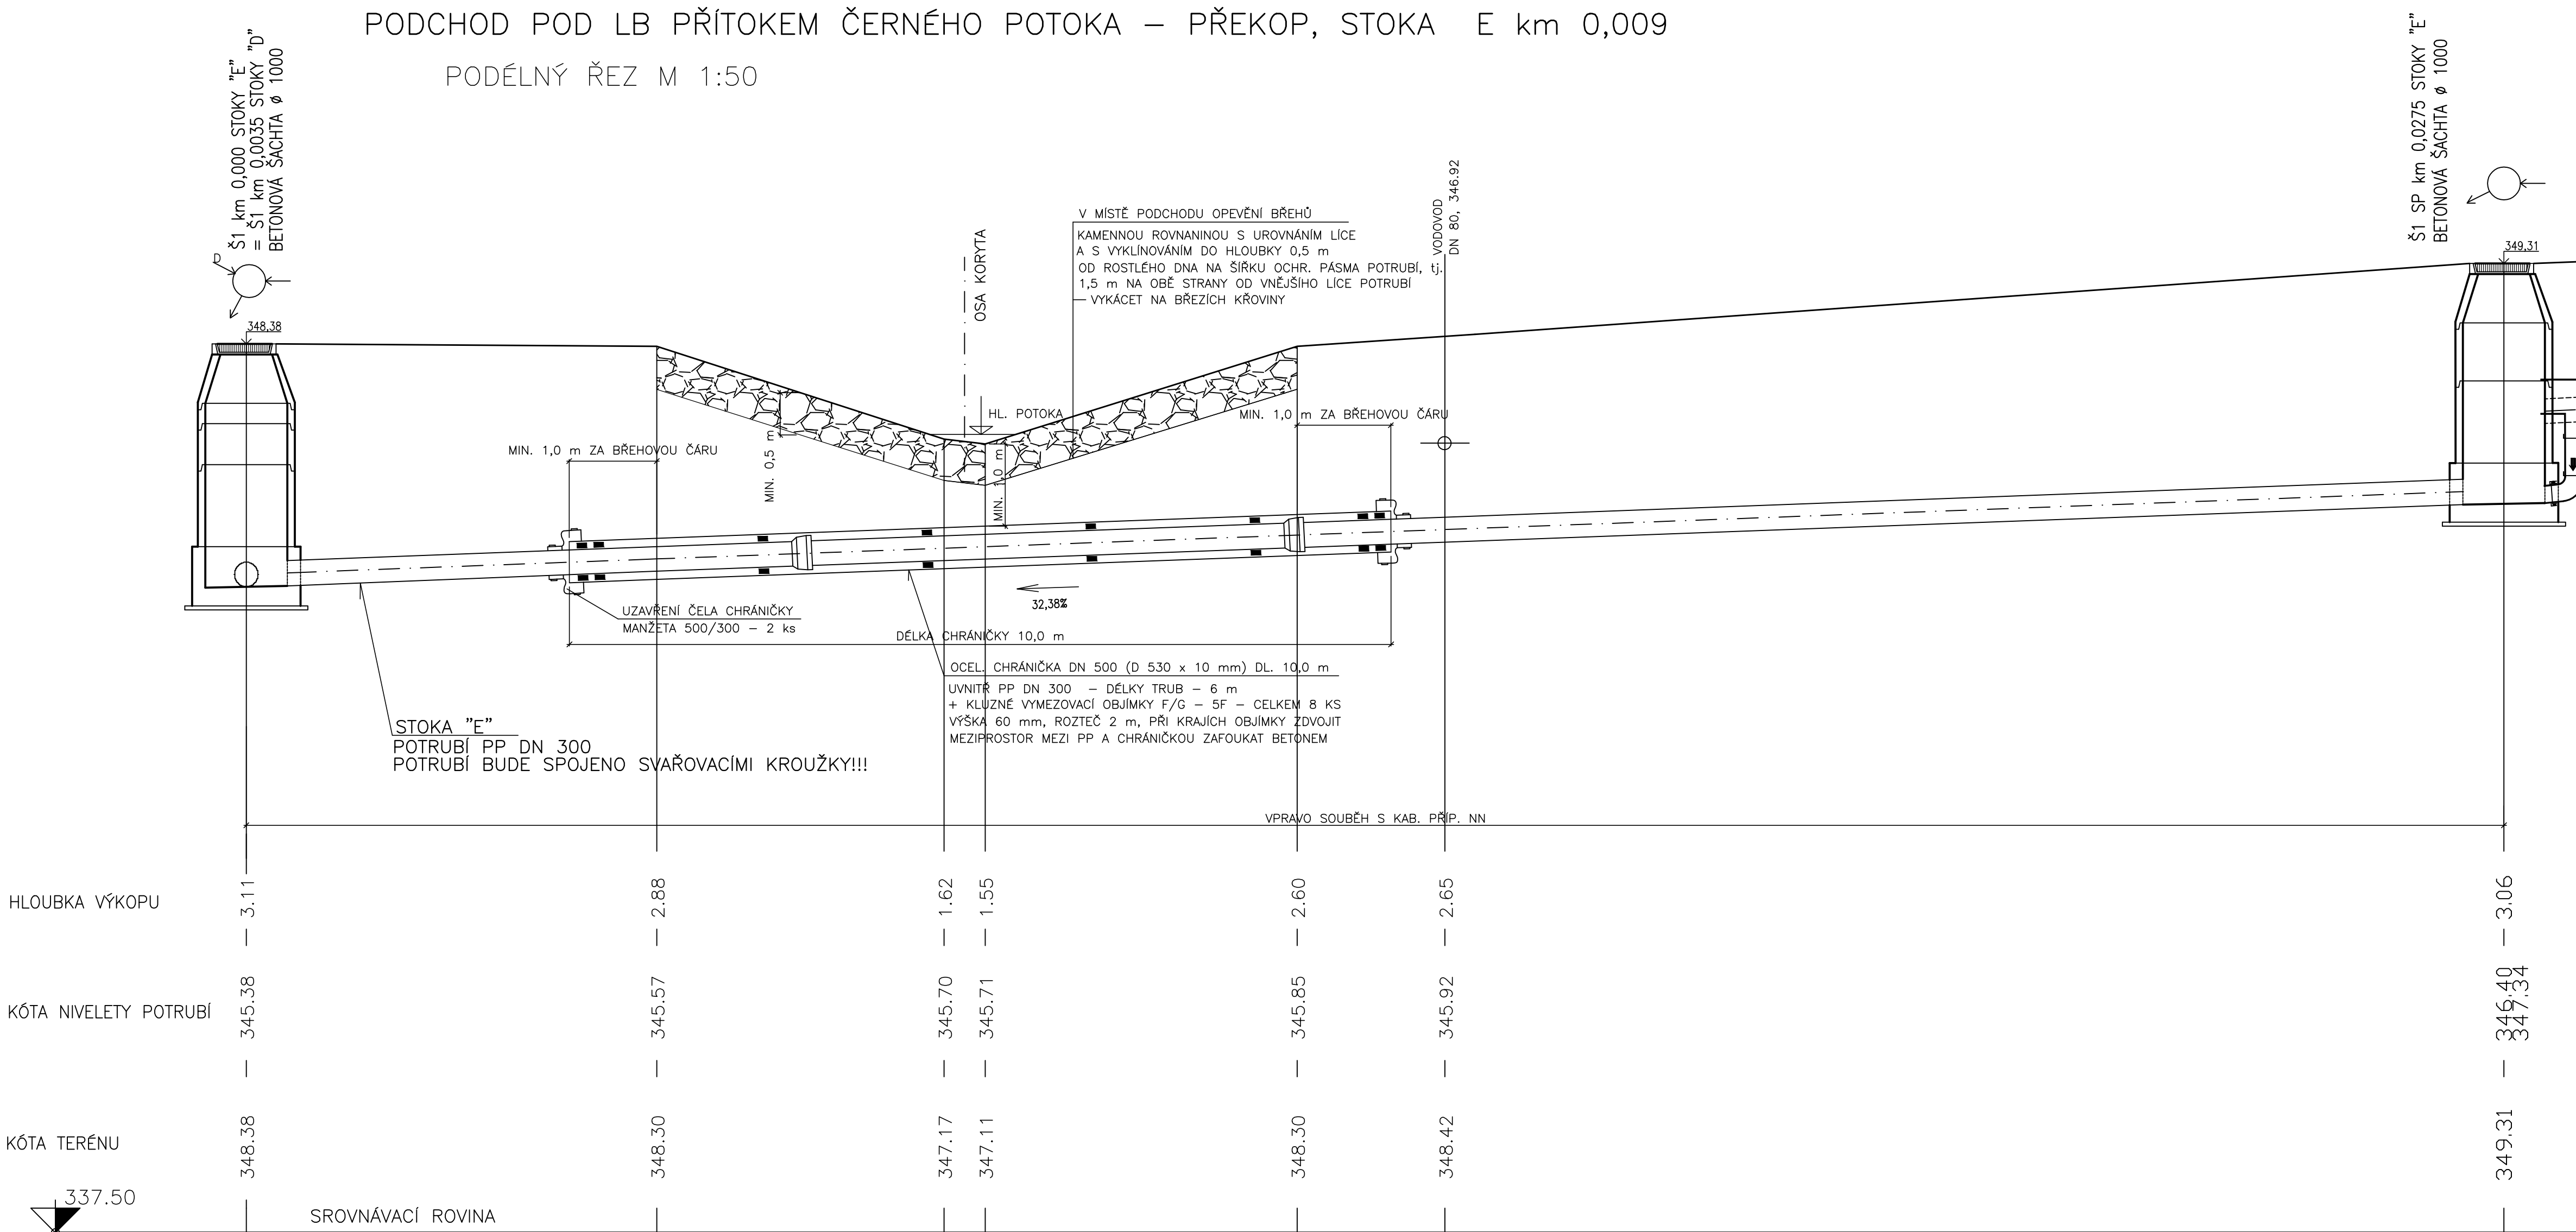 PODCHOD POD LB PŘÍTOKEM ČERNÉHO POTOKA – PŘEKOP, STOKA E km 0,009
PODÉLNÝ ŘEZ M 1:50
Š1 km 0,000 STOKY "E"
= Š1 km 0,0035 STOKY "D"
BETONOVÁ ŠACHTA ø 1000
D
348,38
OSA KORYTA
HL. POTOKA
V MÍSTĚ PODCHODU OPEVĚNÍ BŘEHŮ
KAMENNOU ROVNANINOU S UROVNÁNÍM LÍCE
A S VYKLÍNOVÁNÍM DO HLOUBKY 0,5 m
OD ROSTLÉHO DNA NA ŠÍŘKU OCHR. PÁSMA POTRUBÍ, tj.
1,5 m NA OBĚ STRANY OD VNĚJŠÍHO LÍCE POTRUBÍ
– VYKÁCET NA BŘEZÍCH KŘOVINY
VODOVOD
DN 80, 346.92
Š1 SP km 0,0275 STOKY "E"
BETONOVÁ ŠACHTA ø 1000
349,31
MIN. 1,0 m ZA BŘEHOVOU ČÁRU
MIN. 0,5 m
MIN. 1,0 m
MIN. 1,0 m ZA BŘEHOVOU ČÁRU
UZAVŘENÍ ČELA CHRÁNIČKY
MANŽETA 500/300 – 2 ks
32,38%
DÉLKA CHRÁNIČKY 10,0 m
OCEL. CHRÁNIČKA DN 500 (D 530 x 10 mm) DL. 10,0 m
UVNITŘ PP DN 300 – DÉLKY TRUB – 6 m
+ KLUZNÉ VYMEZOVACÍ OBJÍMKY F/G – 5F – CELKEM 8 KS
VÝŠKA 60 mm, ROZTEČ 2 m, PŘI KRAJÍCH OBJÍMKY ZDVOJIT
MEZIPROSTOR MEZI PP A CHRÁNIČKOU ZAFOUKAT BETONEM
STOKA "E"
POTRUBÍ PP DN 300
POTRUBÍ BUDE SPOJENO SVAŘOVACÍMI KROUŽKY!!!
VPRAVO SOUBĚH S KAB. PŘÍP. NN
HLOUBKA VÝKOPU 3.11 2.88 1.62 1.55 2.60 2.65 3.06
KÓTA NIVELETY POTRUBÍ 345.38 345.57 345.70 345.71 345.85 345.92 346.40 347.34
KÓTA TERÉNU 348.38 348.30 347.17 347.11 348.30 348.42 349.31
337.50
SROVNÁVACÍ ROVINA